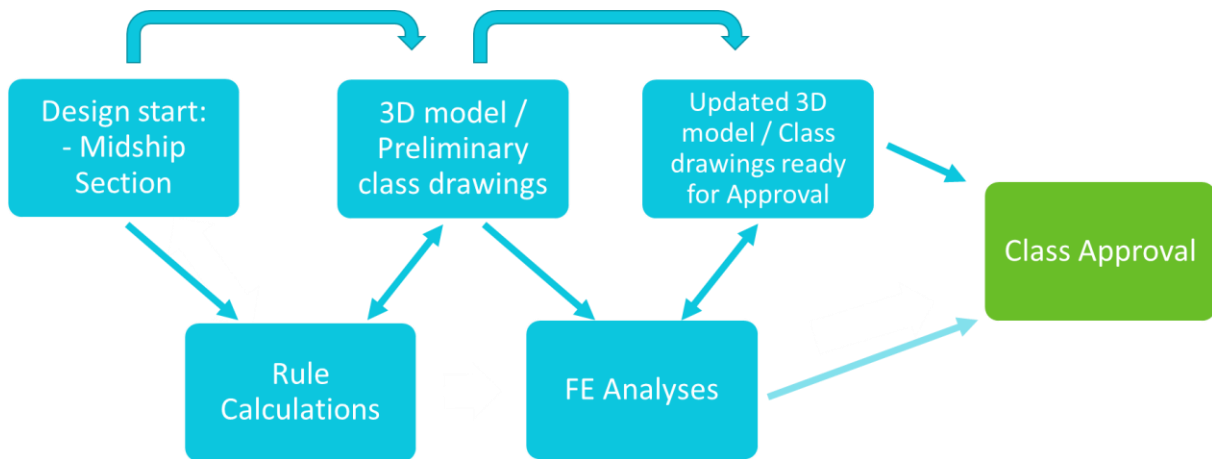 Design start:
- Midship
Section
3D model /
Preliminary
class drawings
Updated 3D
model / Class
drawings ready
for Approval
Class Approval
Rule
Calculations
FE Analyses